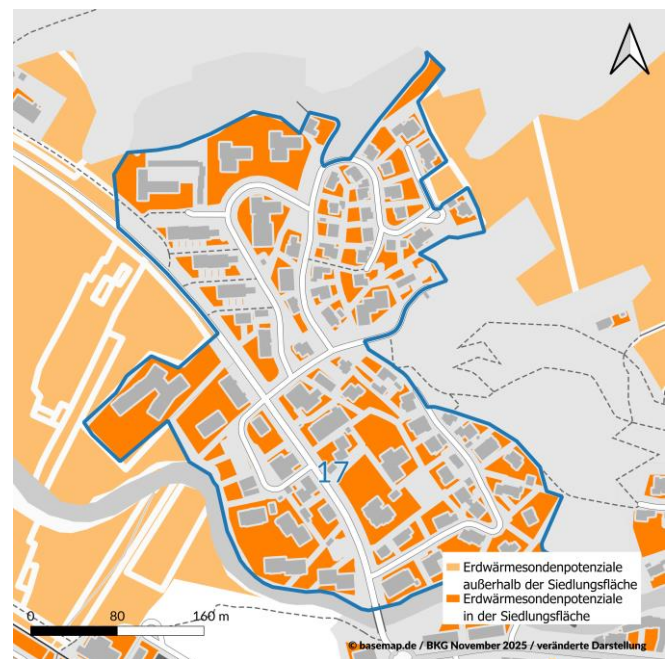 17
Erdwärmesondenpotenziale
außerhalb der Siedlungsfläche
Erdwärmesondenpotenziale
in der Siedlungsfläche
0 80 160 m
© basemap.de / BKG November 2025 / veränderte Darstellung